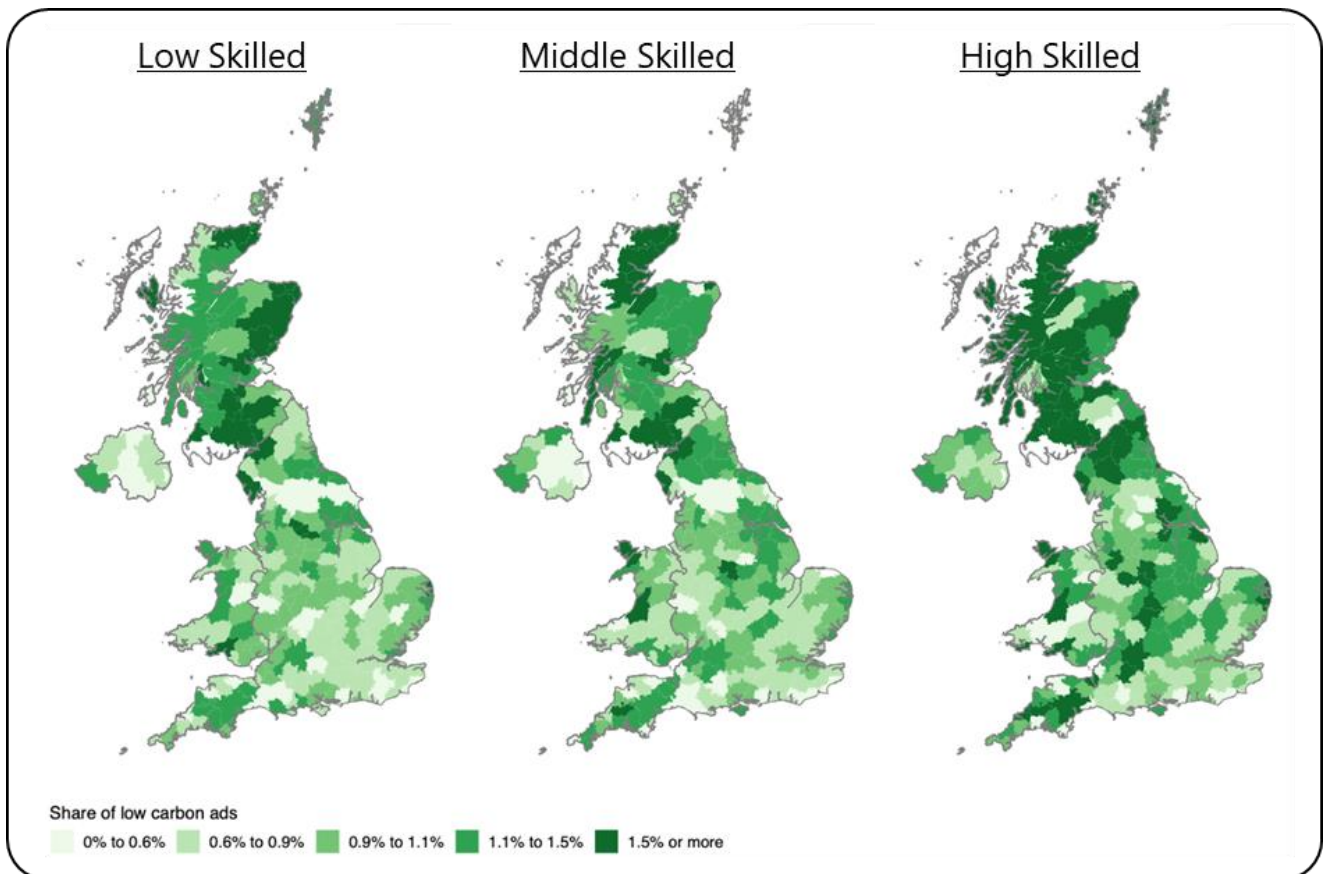 Low Skilled
Middle Skilled
High Skilled
Share of low carbon ads
0% to 0.6%
0.6% to 0.9%
0.9% to 1.1%
1.1% to 1.5%
1.5% or more